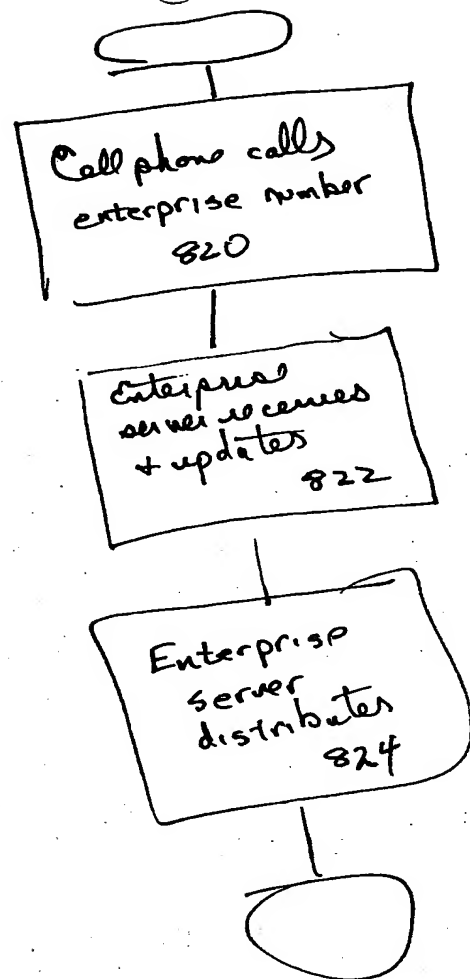 Cell phone calls
enterprise number
820
Enterprise
server receives
+ updates
822
Enterprise
server
distributes
824